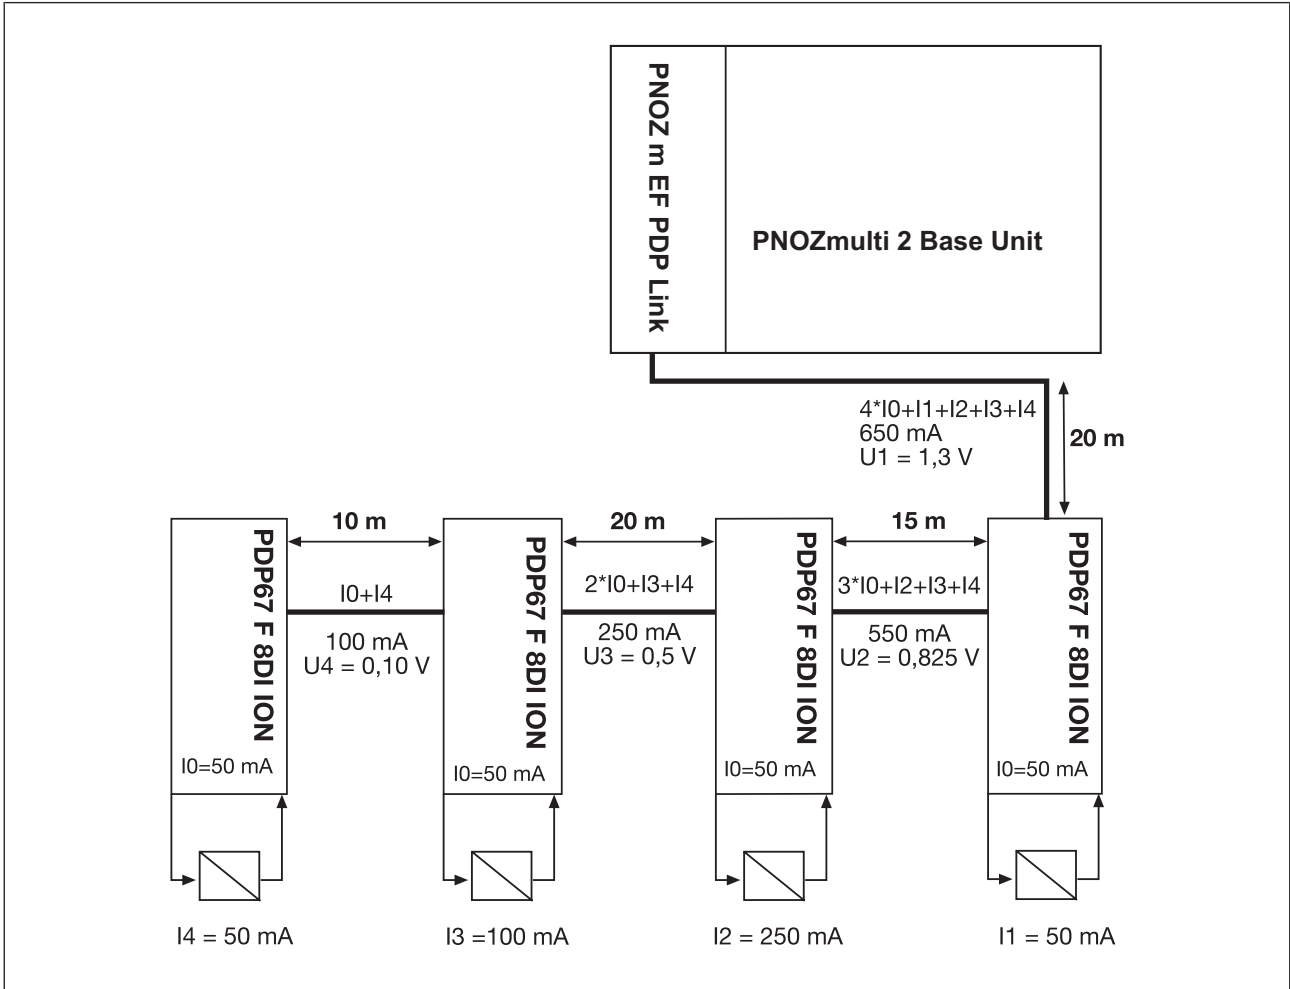 PNOZ m EF PDP Link
PNOZmulti 2 Base Unit
4*I0+I1+I2+I3+I4
650 mA
U1 = 1,3 V
20 m
10 m
20 m
15 m
PDP67 F 8DI ION
PDP67 F 8DI ION
PDP67 F 8DI ION
PDP67 F 8DI ION
I0+I4
2*I0+I3+I4
3*I0+I2+I3+I4
100 mA
U4 = 0,10 V
250 mA
U3 = 0,5 V
550 mA
U2 = 0,825 V
I0=50 mA
I0=50 mA
I0=50 mA
I0=50 mA
I4 = 50 mA
I3 =100 mA
I2 = 250 mA
I1 = 50 mA